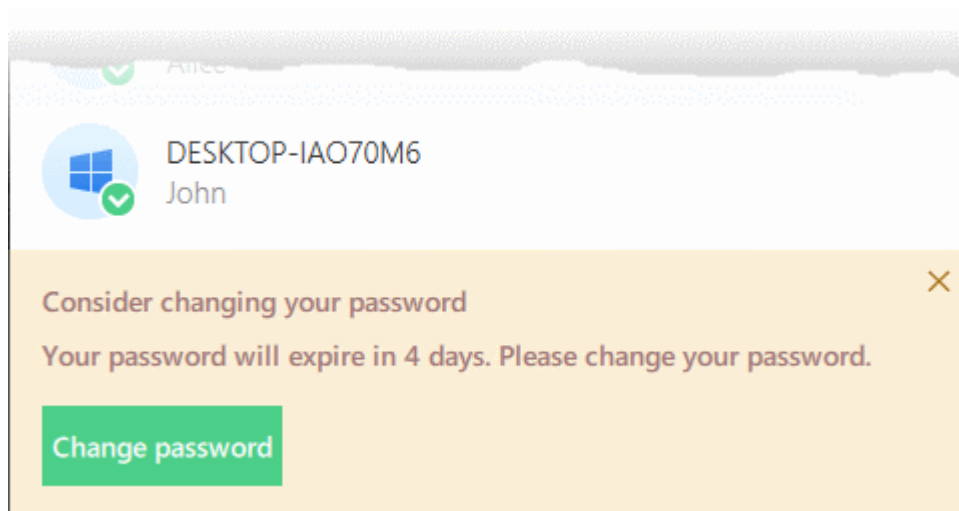 Alice
DESKTOP-IAO70M6
John
Consider changing your password
Your password will expire in 4 days. Please change your password.
Change password